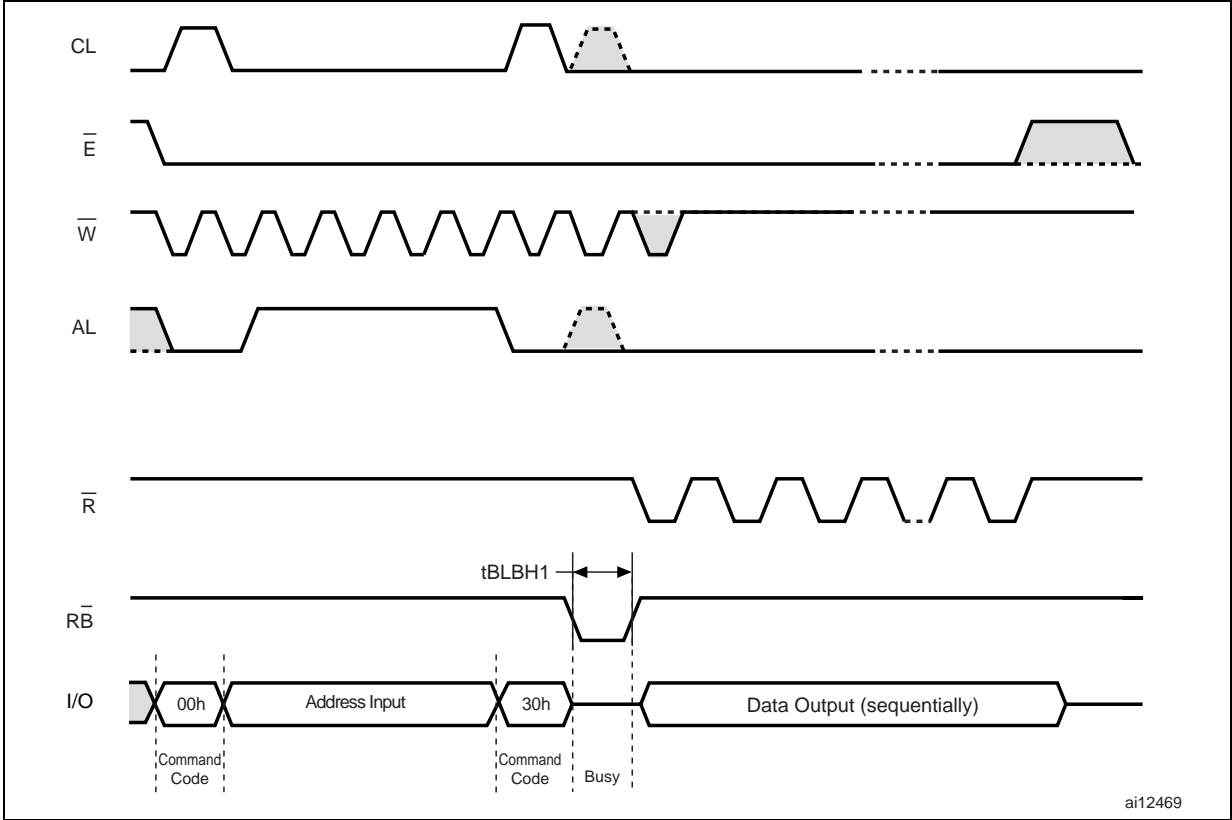 CL
E̅
W̅
AL
R̅
tBLBH1
RB̅
I/O
00h
Address Input
30h
Data Output (sequentially)
Command
Code
Command
Code
Busy
ai12469